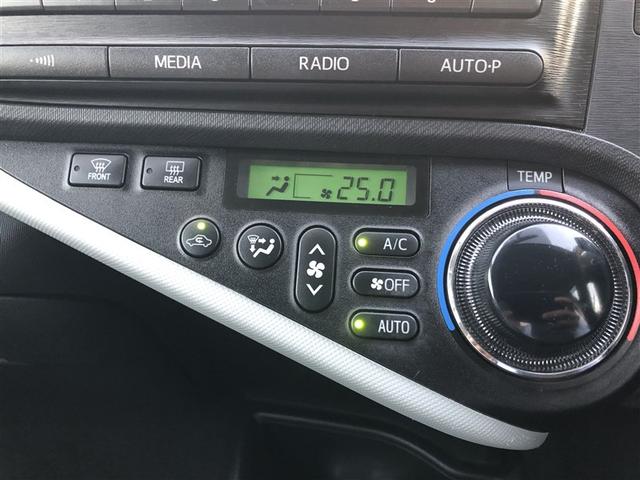 MEDIA RADIO AUTO·P
FRONT REAR 25.0 TEMP
A/C
OFF
AUTO